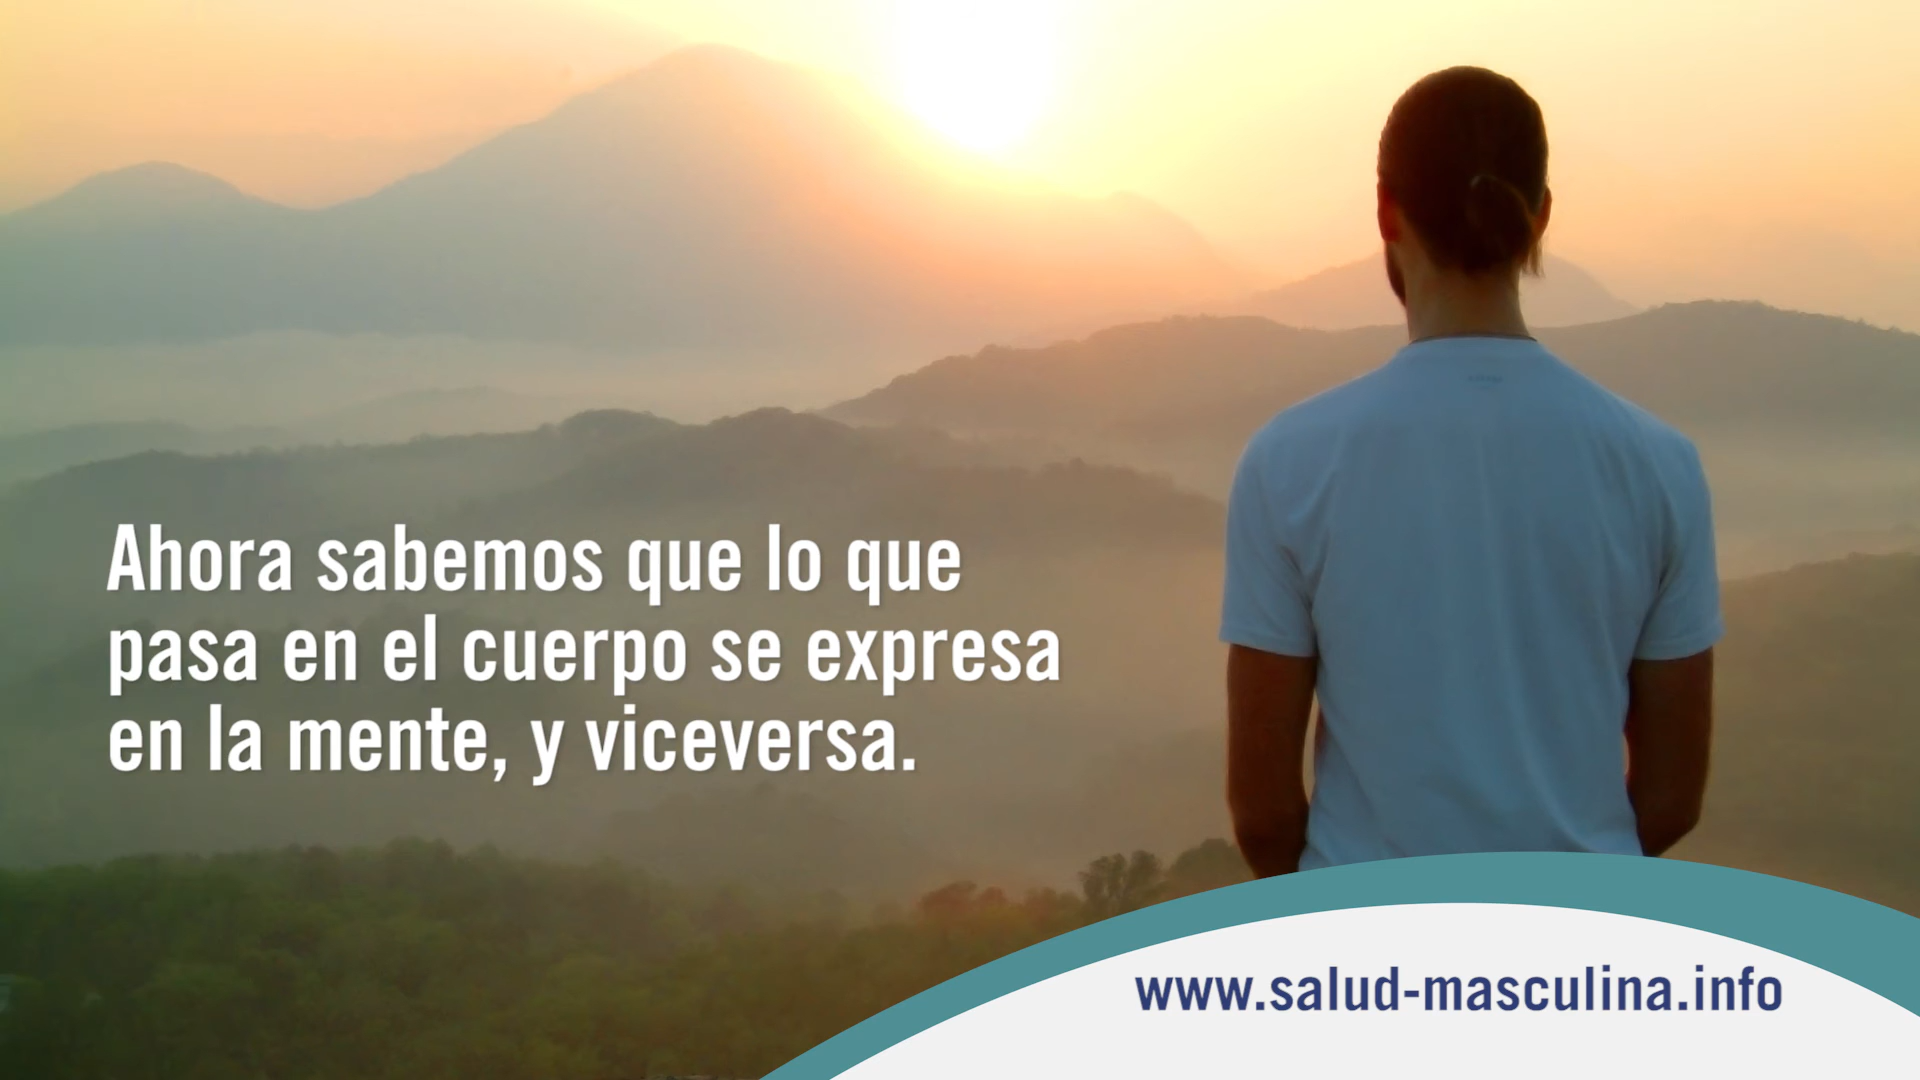 Ahora sabemos que lo que
pasa en el cuerpo se expresa
en la mente, y viceversa.
www.salud-masculina.info